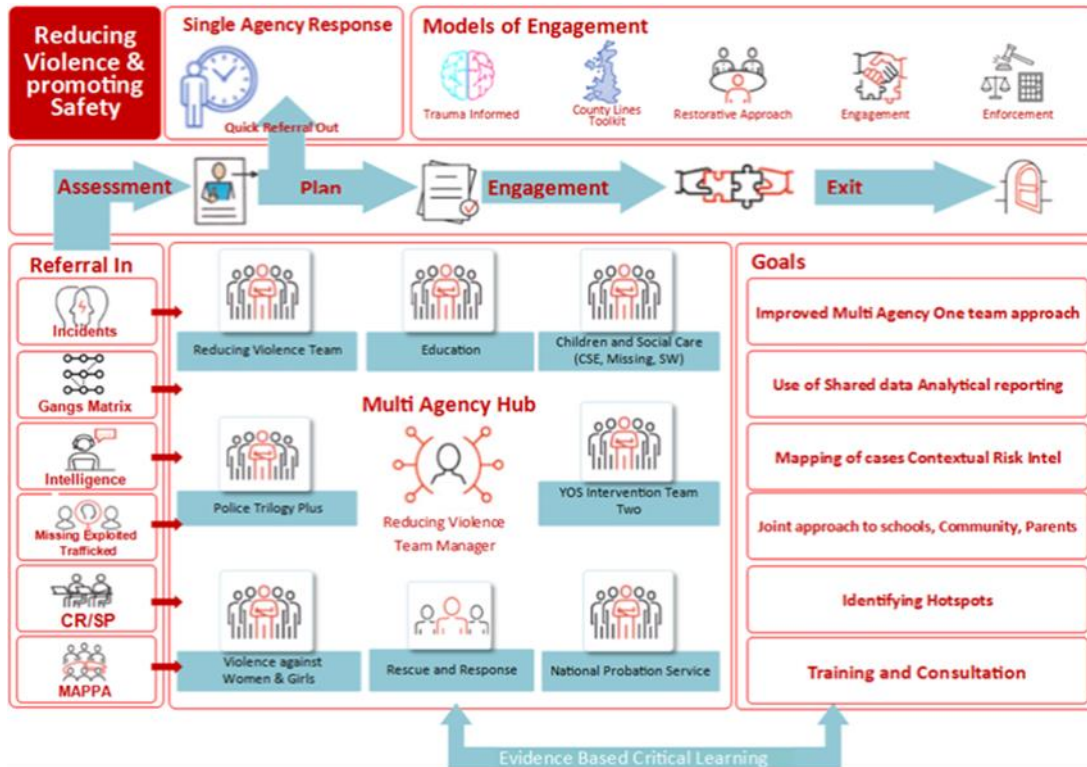 Reducing
Violence &
promoting
Safety
Single Agency Response
Quick Referral Out
Models of Engagement
Trauma Informed
County Lines
Toolkit
Restorative Approach
Engagement
Enforcement
Assessment
Plan
Engagement
Exit
Referral In
Incidents
Gangs Matrix
Intelligence
Missing Exploited
Trafficked
CR/SP
MAPPA
Reducing Violence Team
Education
Children and Social Care
(CSE, Missing, SW)
Multi Agency Hub
Police Trilogy Plus
Reducing Violence
Team Manager
YOS Intervention Team
Two
Violence against
Women & Girls
Rescue and Response
National Probation Service
Goals
Improved Multi Agency One team approach
Use of Shared data Analytical reporting
Mapping of cases Contextual Risk Intel
Joint approach to schools, Community, Parents
Identifying Hotspots
Training and Consultation
Evidence Based Critical Learning